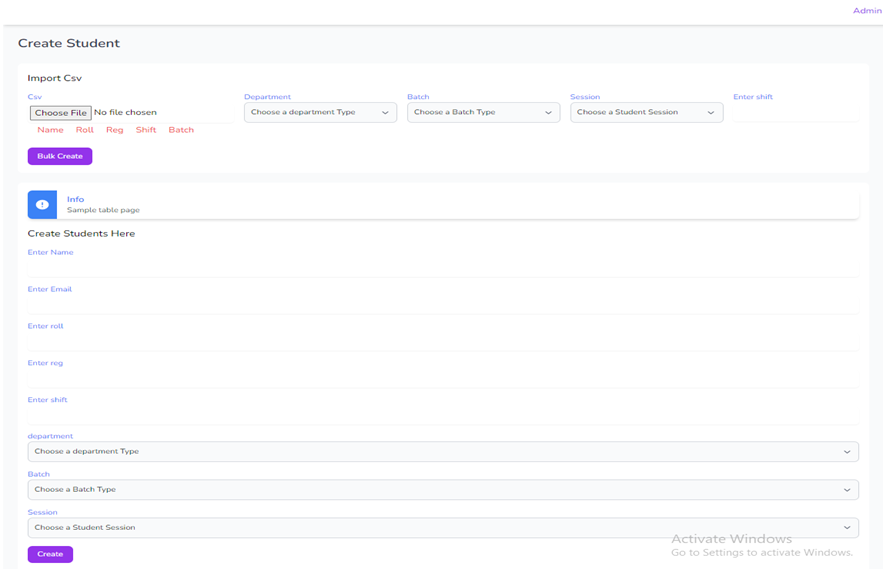 Admin
Create Student
Import Csv
Csv Department Batch Session Enter shift
Choose File No file chosen Choose a department Type Choose a Batch Type Choose a Student Session
Name Roll Reg Shift Batch
Bulk Create
Info
Sample table page
Create Students Here
Enter Name
Enter Email
Enter roll
Enter reg
Enter shift
department
Choose a department Type
Batch
Choose a Batch Type
Session
Choose a Student Session
Activate Windows
Go to Settings to activate Windows.
Create